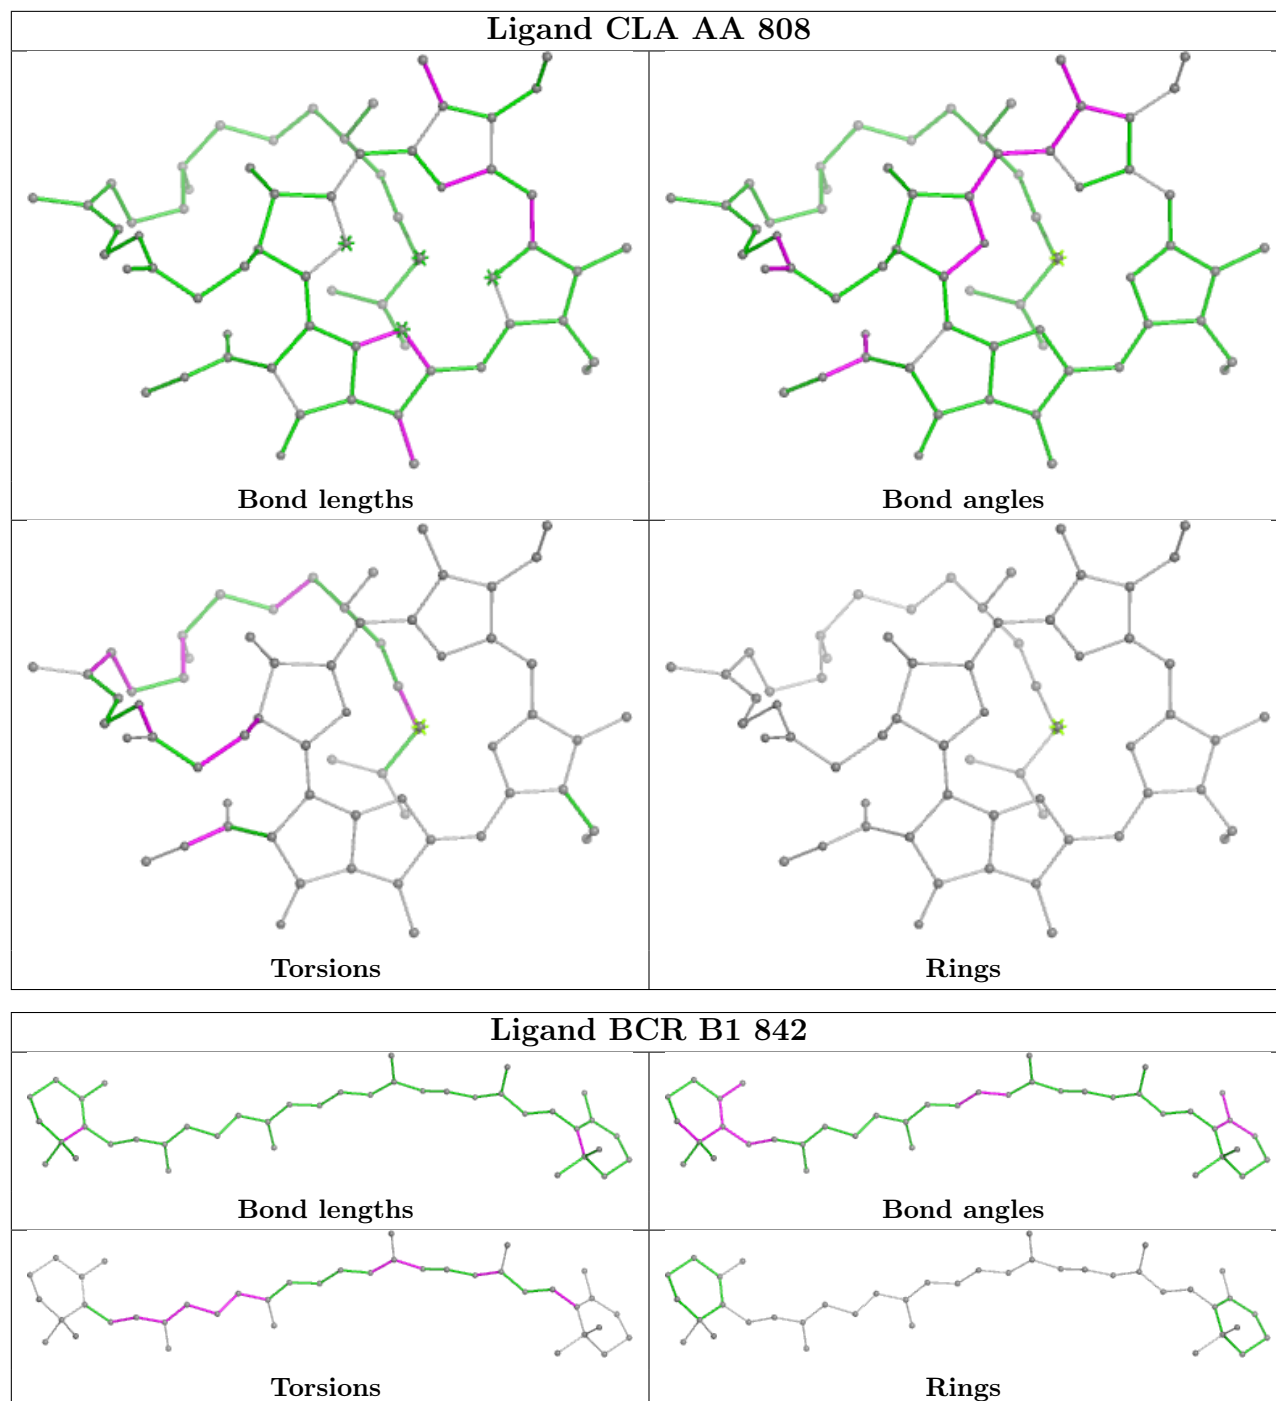 Ligand CLA AA 808
Bond lengths
Bond angles
Torsions
Rings
Ligand BCR B1 842
Bond lengths
Bond angles
Torsions
Rings